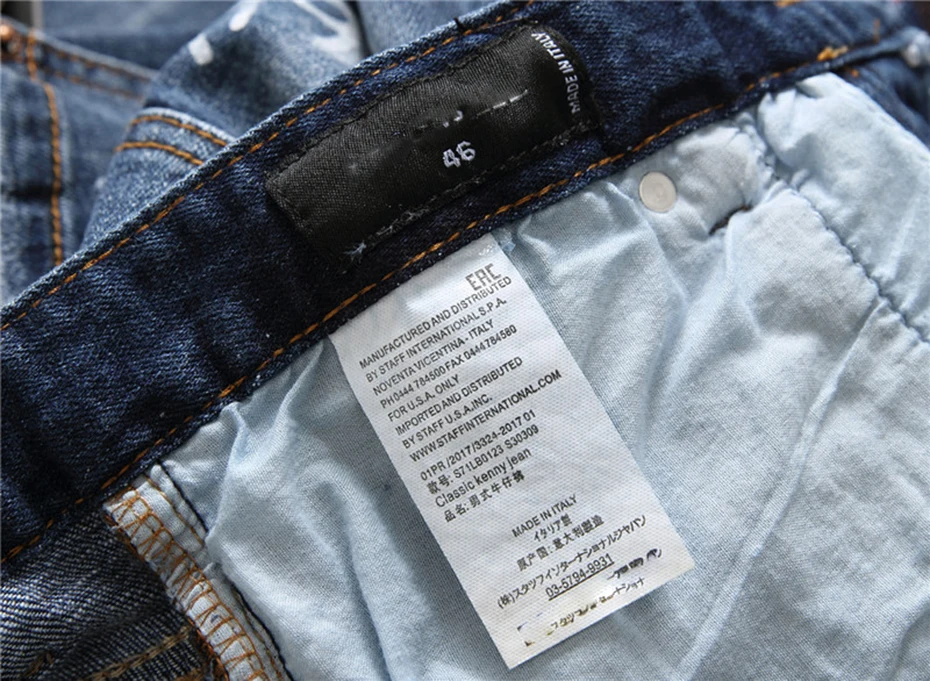 MADE IN ITALY
46
EAC
MANUFACTURED AND DISTRIBUTED
BY STAFF INTERNATIONAL S.P.A.
NOVENTA VICENTINA - ITALY
PH 0444 784500 FAX 0444 784580
FOR U.S.A. ONLY
IMPORTED AND DISTRIBUTED
BY STAFF U.S.A.,INC.
WWW.STAFFINTERNATIONAL.COM
01PR /2017/3324-2017 01
款号: S71LB0123 S30309
Classic kenny jean
品名: 男式牛仔裤
MADE IN ITALY
イタリア製
原产国: 意大利製造
(株)スタッフインターナショナルジャパン
03-5794-9931